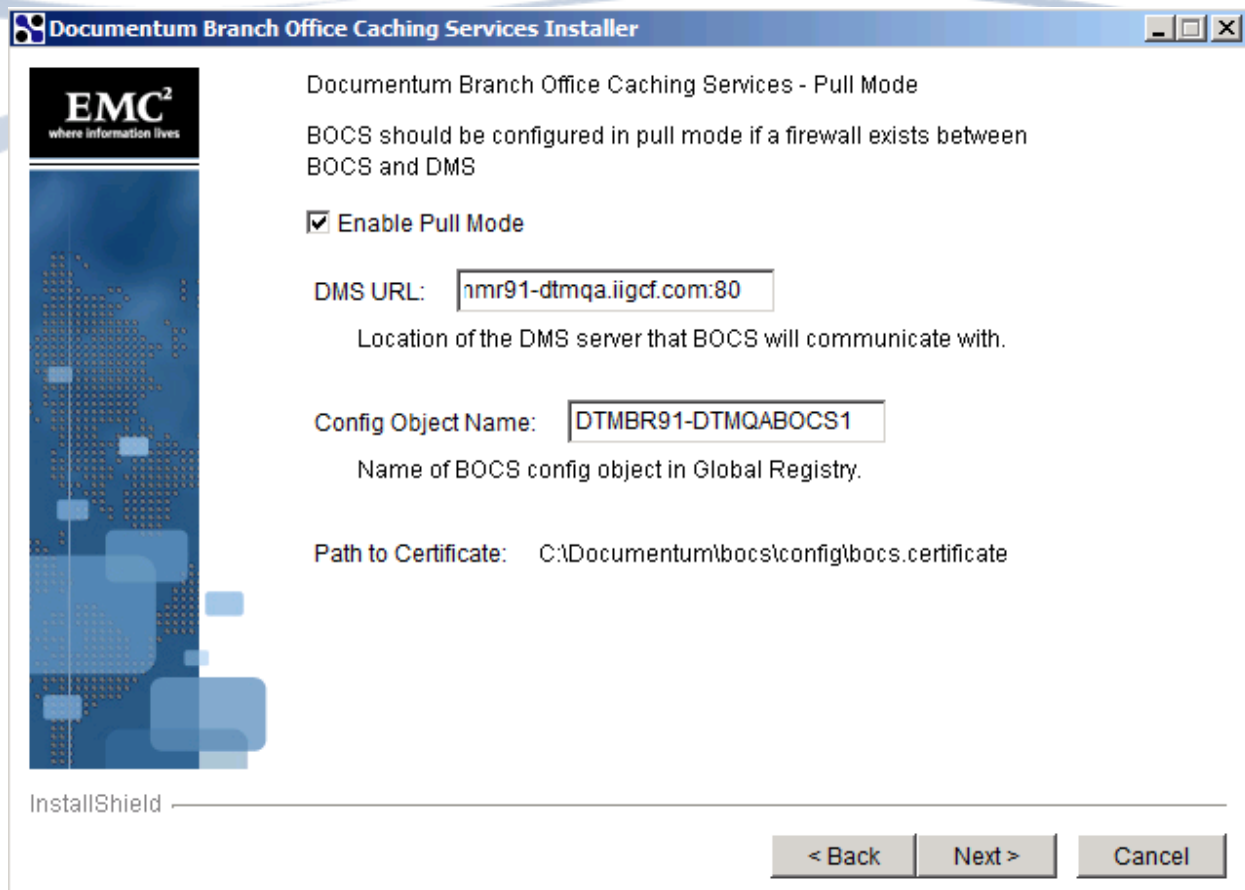 Documentum Branch Office Caching Services Installer
EMC²
where information lives
Documentum Branch Office Caching Services - Pull Mode
BOCS should be configured in pull mode if a firewall exists between
BOCS and DMS
Enable Pull Mode
DMS URL: nmr91-dtmqa.iigcf.com:80
Location of the DMS server that BOCS will communicate with.
Config Object Name: DTMBR91-DTMQABOCS1
Name of BOCS config object in Global Registry.
Path to Certificate: C:\Documentum\bocs\config\bocs.certificate
InstallShield
< Back Next > Cancel